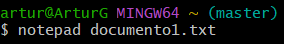 artur@ArturG MINGW64 ~ (master)
$ notepad documento1.txt